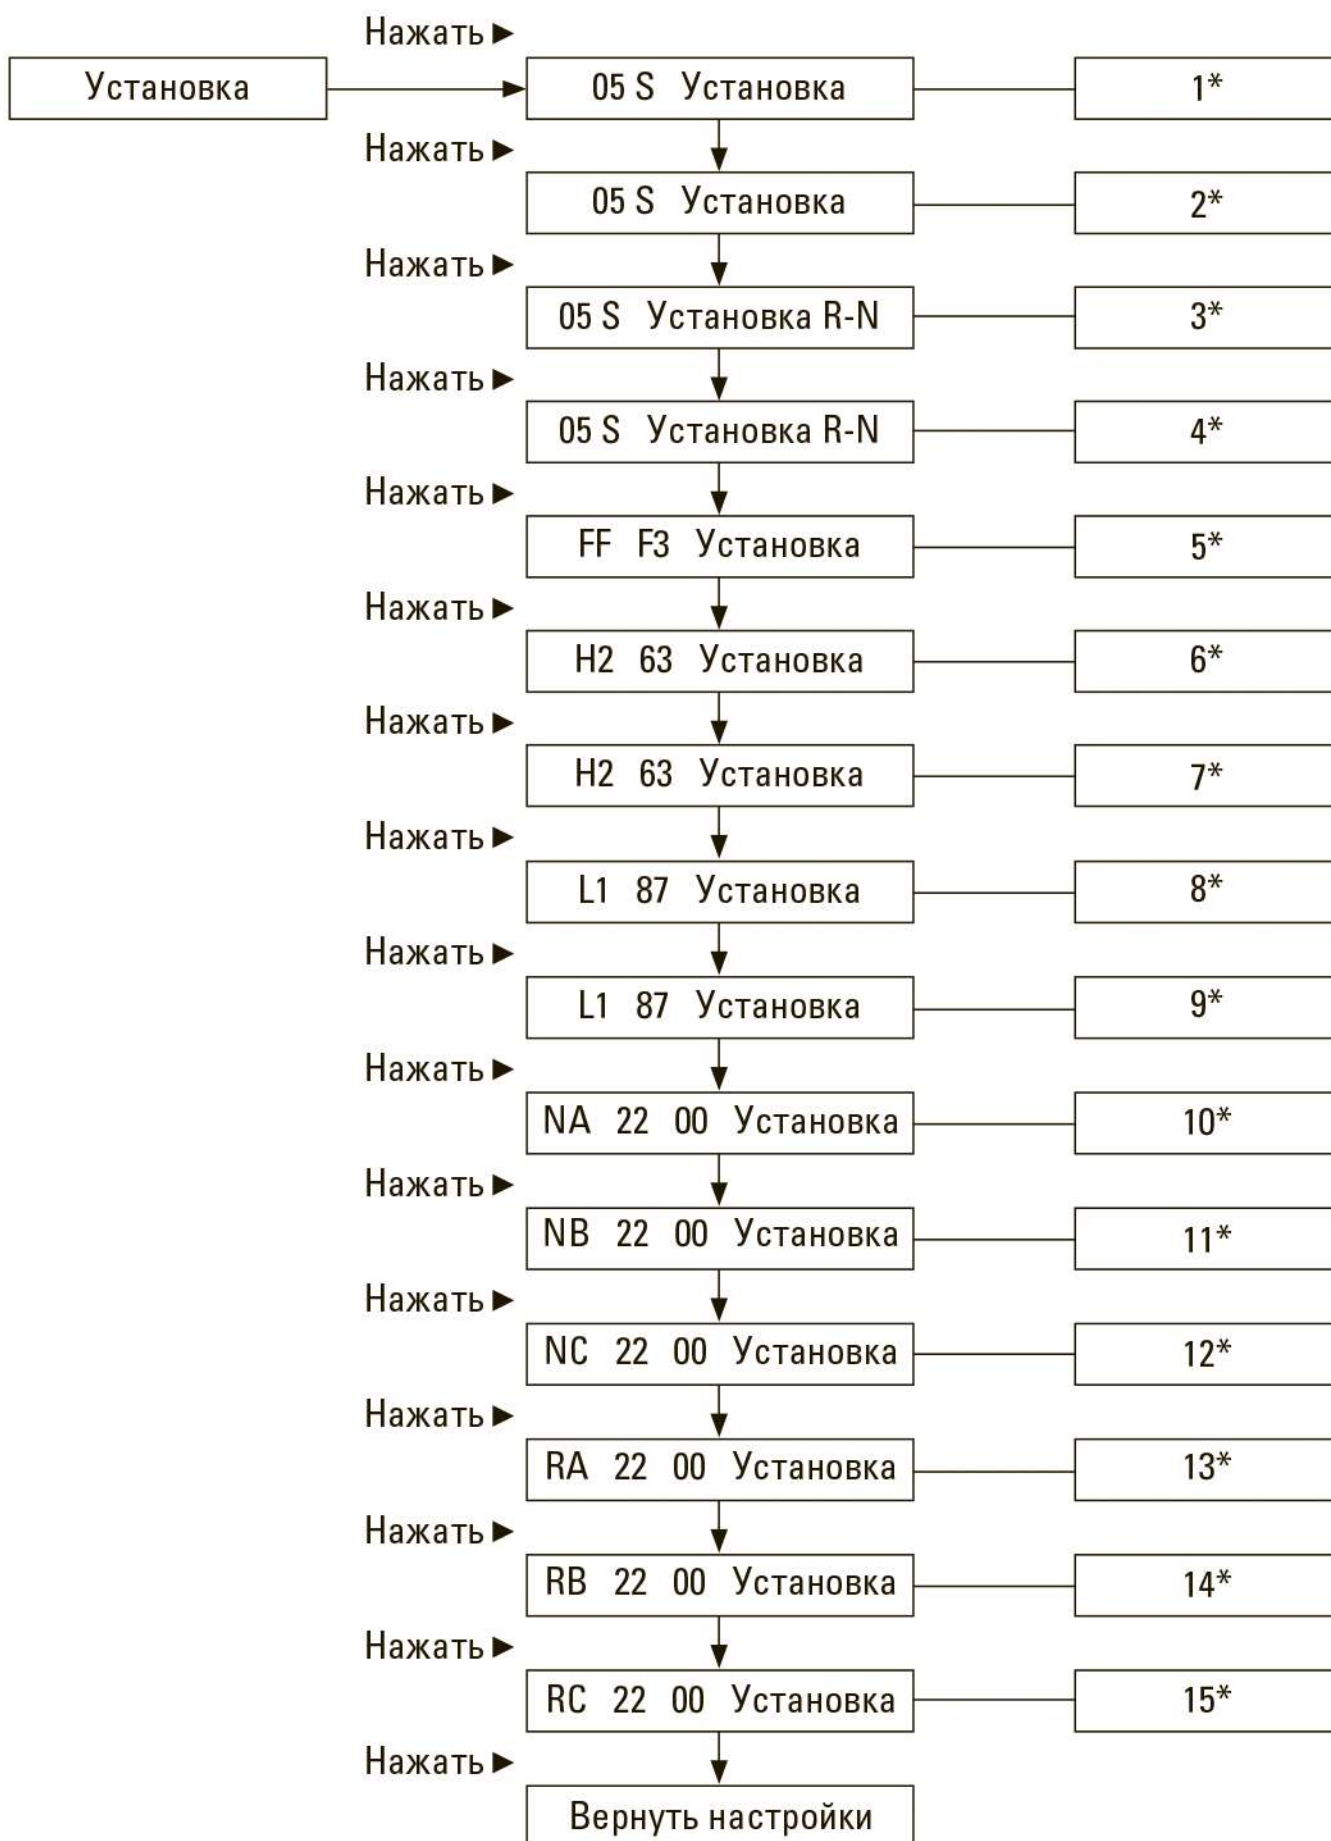 Нажать ►
Установка
05 S Установка
1*
Нажать ►
05 S Установка
2*
Нажать ►
05 S Установка R-N
3*
Нажать ►
05 S Установка R-N
4*
Нажать ►
FF F3 Установка
5*
Нажать ►
H2 63 Установка
6*
Нажать ►
H2 63 Установка
7*
Нажать ►
L1 87 Установка
8*
Нажать ►
L1 87 Установка
9*
Нажать ►
NA 22 00 Установка
10*
Нажать ►
NB 22 00 Установка
11*
Нажать ►
NC 22 00 Установка
12*
Нажать ►
RA 22 00 Установка
13*
Нажать ►
RB 22 00 Установка
14*
Нажать ►
RC 22 00 Установка
15*
Нажать ►
Вернуть настройки